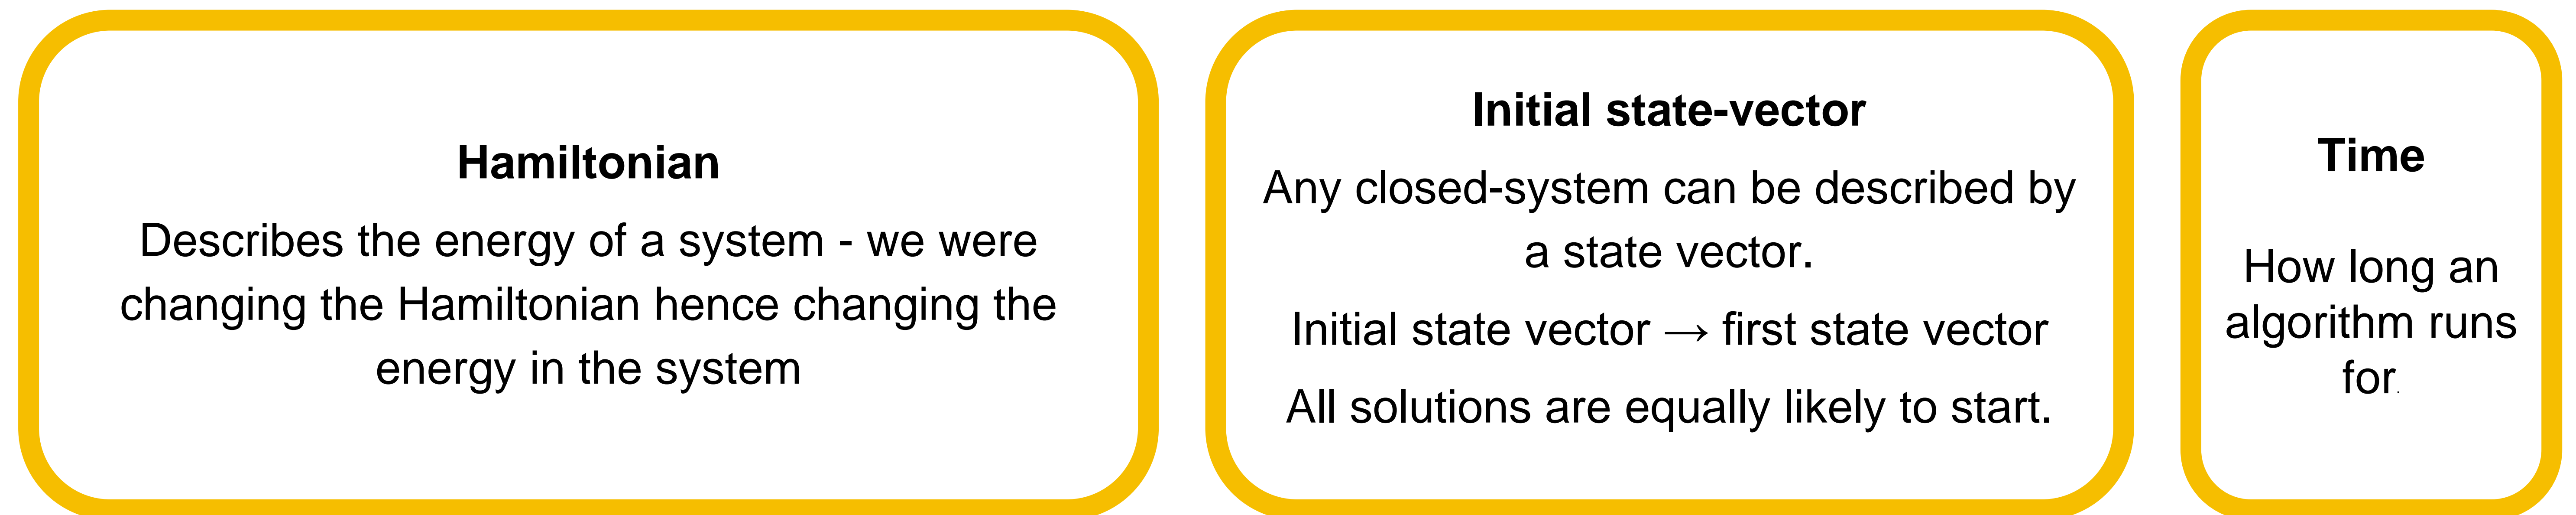 Hamiltonian
Describes the energy of a system - we were
changing the Hamiltonian hence changing the
energy in the system
Initial state-vector
Any closed-system can be described by
a state vector.
Initial state vector → first state vector
All solutions are equally likely to start.
Time
How long an
algorithm runs
for.